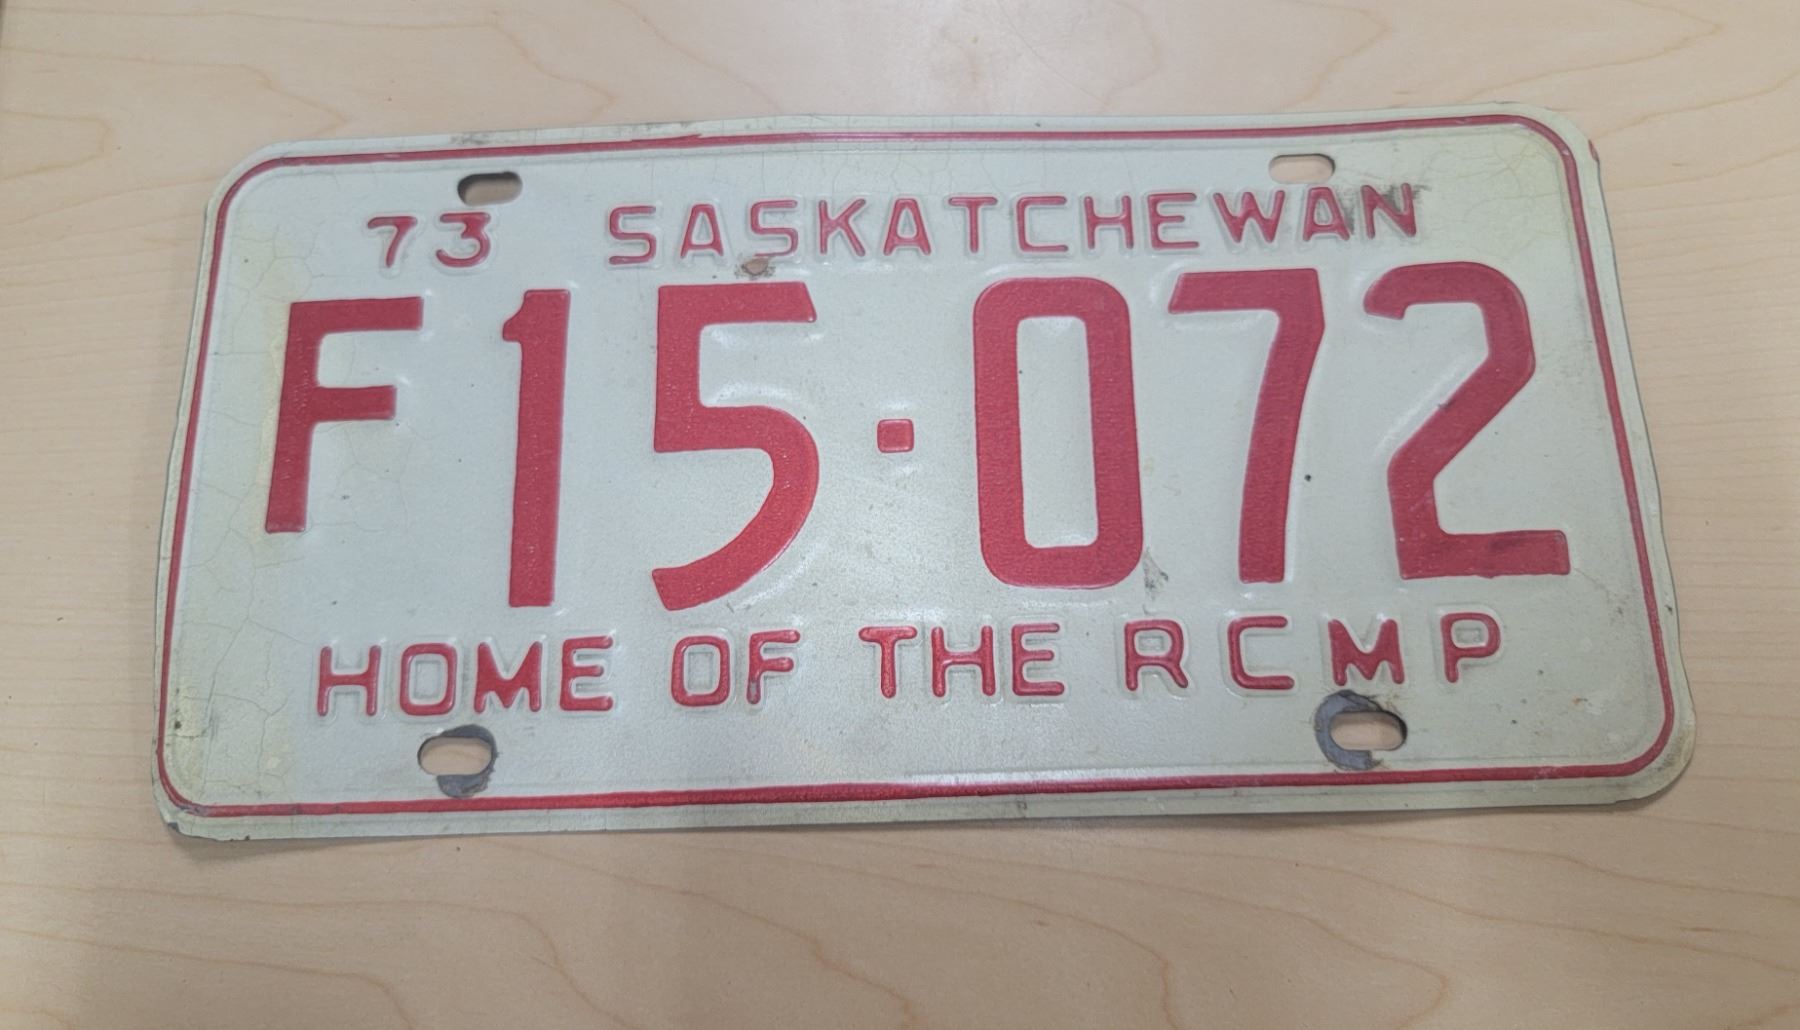 73 SASKATCHEWAN
F15·072
HOME OF THE RCMP